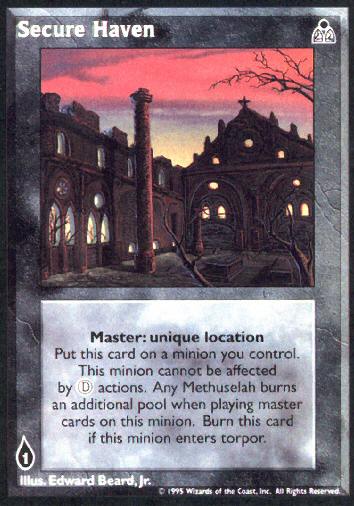 Secure Haven
Master: unique location
Put this card on a minion you control.
This minion cannot be affected
by Ⓓ actions. Any Methuselah burns
an additional pool when playing master
cards on this minion. Burn this card
if this minion enters torpor.
1
Illus. Edward Beard, Jr.
© 1995 Wizards of the Coast, Inc. All Rights Reserved.